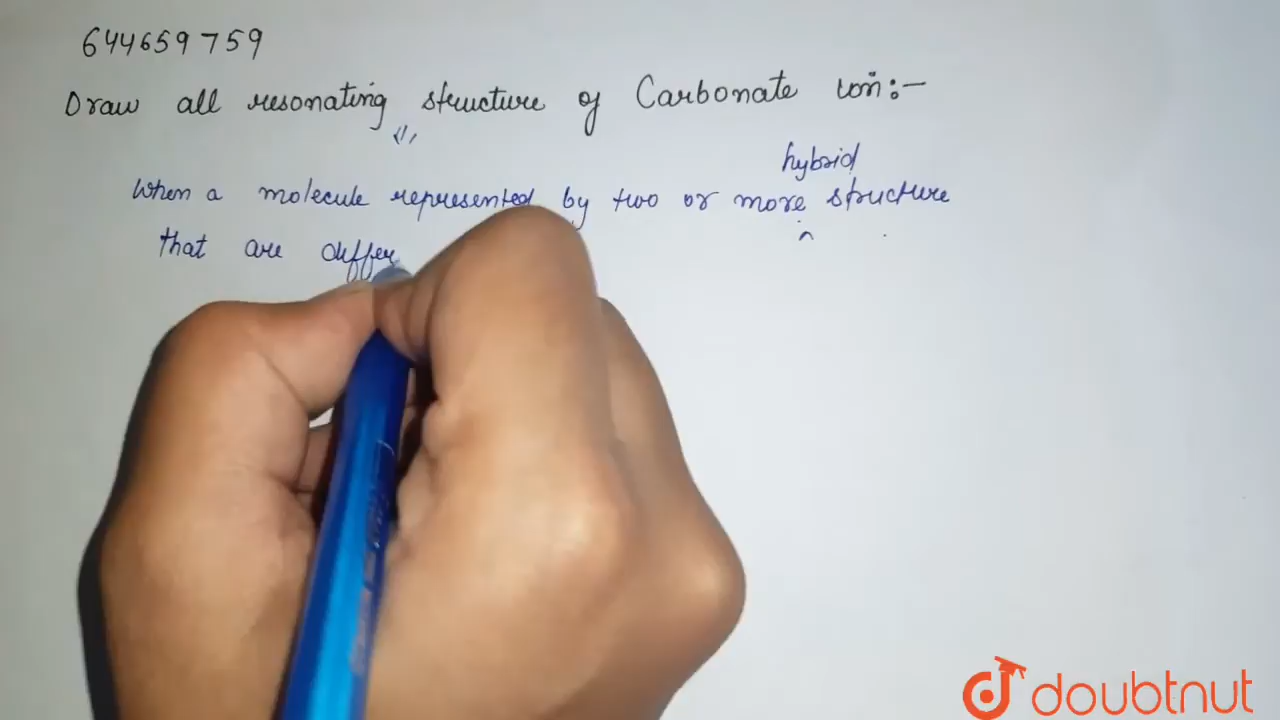 644659759
Draw all resonating structure of Carbonate ion:-
hybrid
When a molecule represented by two or more structure
that are differ
doubtnut